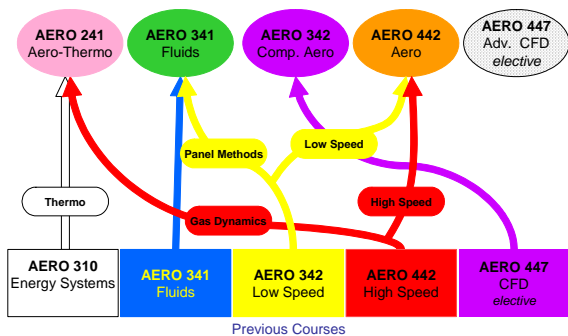 AERO 241
Aero-Thermo
AERO 341
Fluids
AERO 342
Comp. Aero
AERO 442
Aero
AERO 447
Adv. CFD
elective
Panel Methods
Low Speed
Thermo
Gas Dynamics
High Speed
AERO 310
Energy Systems
AERO 341
Fluids
AERO 342
Low Speed
AERO 442
High Speed
AERO 447
CFD
elective
Previous Courses